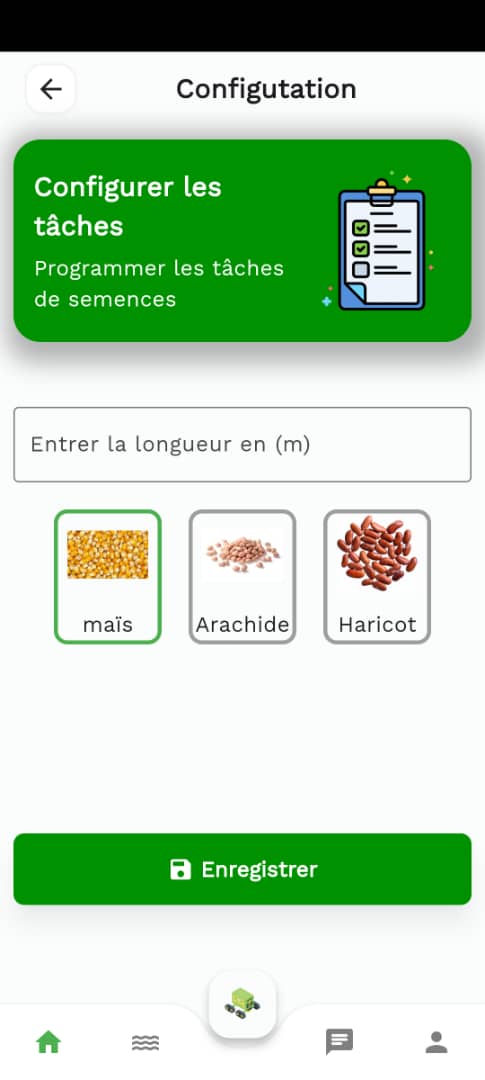 Configutation
Configurer les
tâches
Programmer les tâches
de semences
Entrer la longueur en (m)
maïs
Arachide
Haricot
Enregistrer